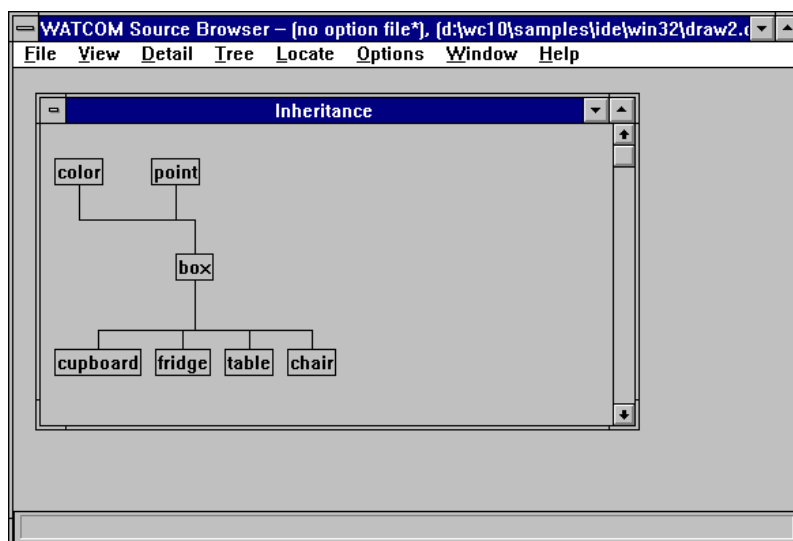 WATCOM Source Browser – (no option file*), (d:\wc10\samples\ide\win32\draw2.
File View Detail Tree Locate Options Window Help
Inheritance
color point
box
cupboard fridge table chair